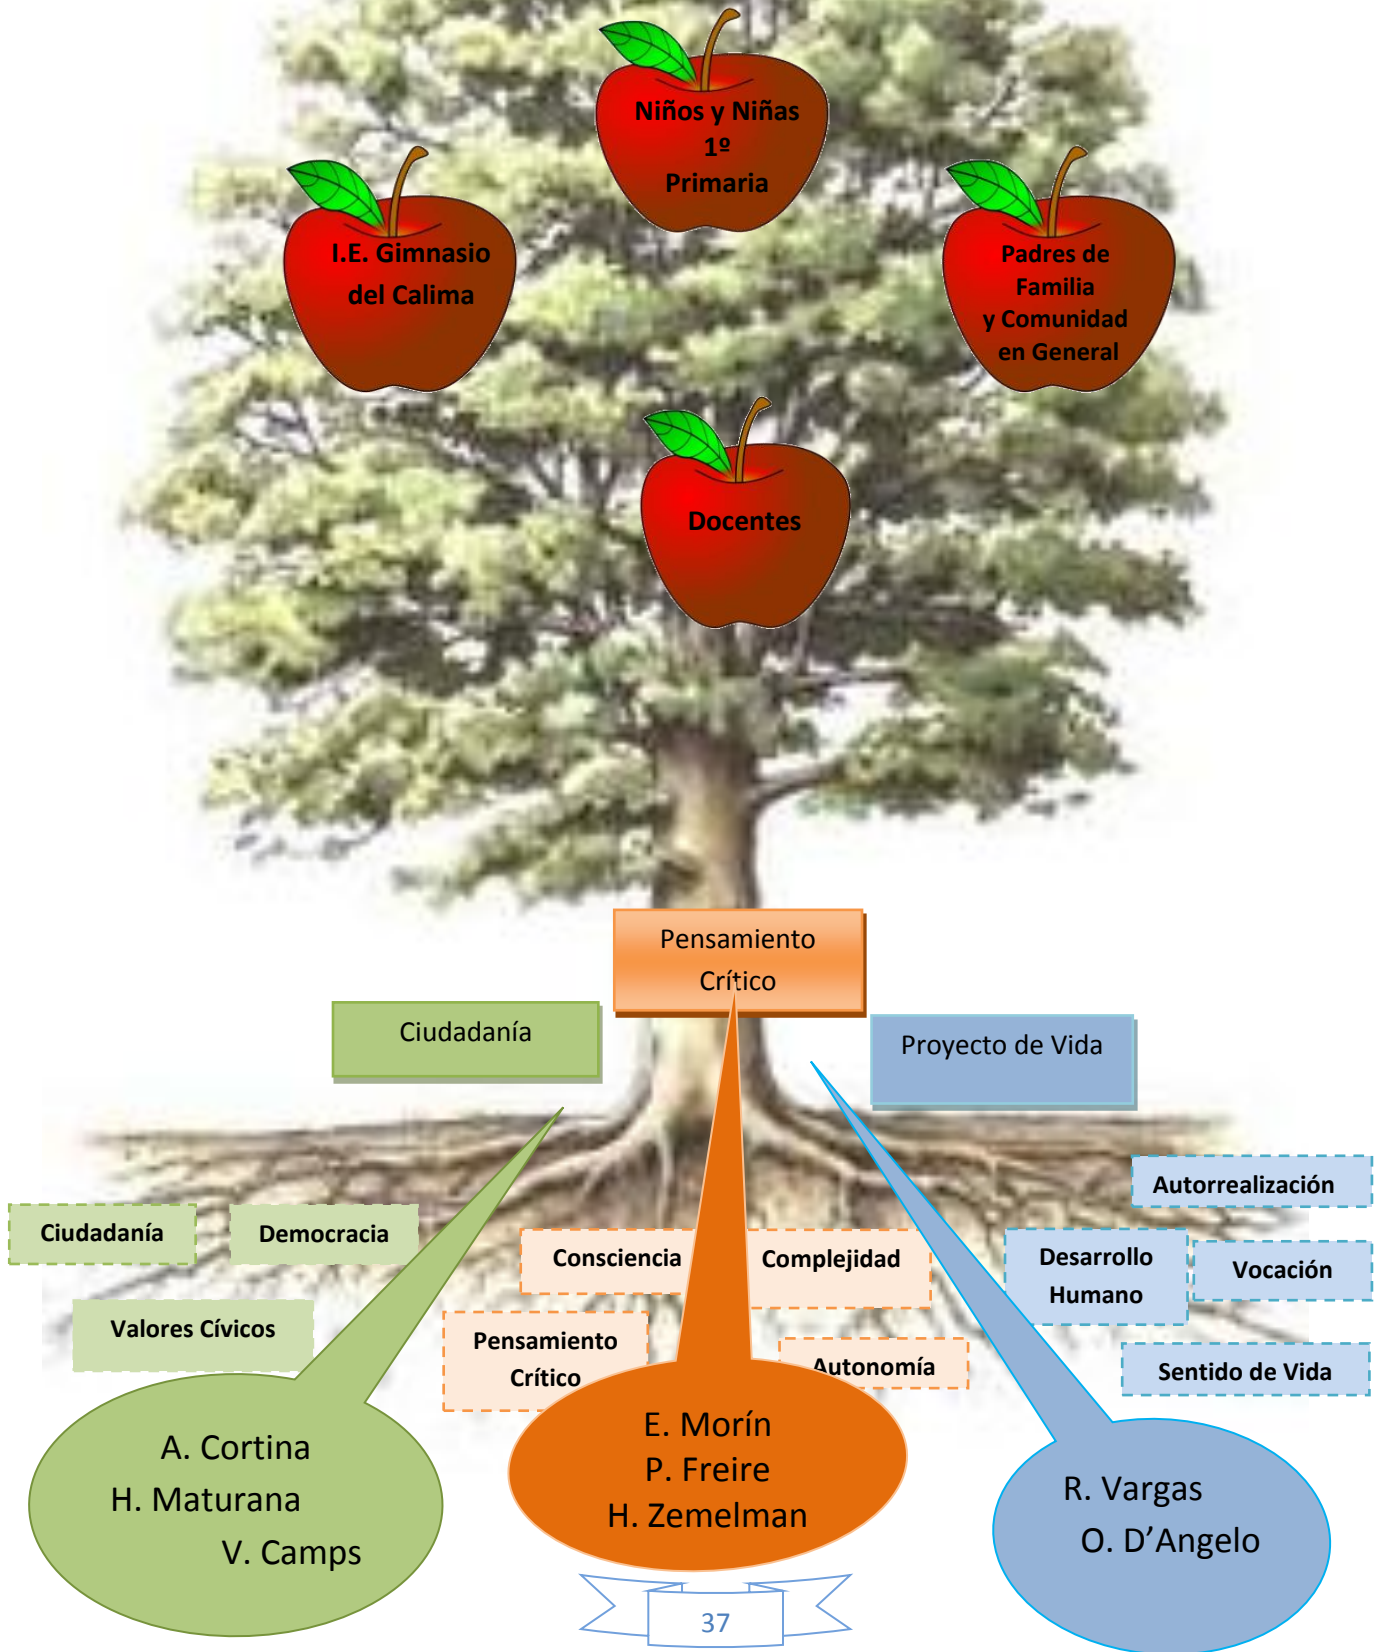 Niños y Niñas
1º
Primaria
I.E. Gimnasio
del Calima
Padres de
Familia
y Comunidad
en General
Docentes
Pensamiento
Crítico
Ciudadanía
Proyecto de Vida
Ciudadanía
Democracia
Valores Cívicos
Consciencia
Complejidad
Pensamiento
Crítico
Autonomía
Autorrealización
Desarrollo
Humano
Vocación
Sentido de Vida
A. Cortina
H. Maturana
V. Camps
E. Morín
P. Freire
H. Zemelman
R. Vargas
O. D’Angelo
37